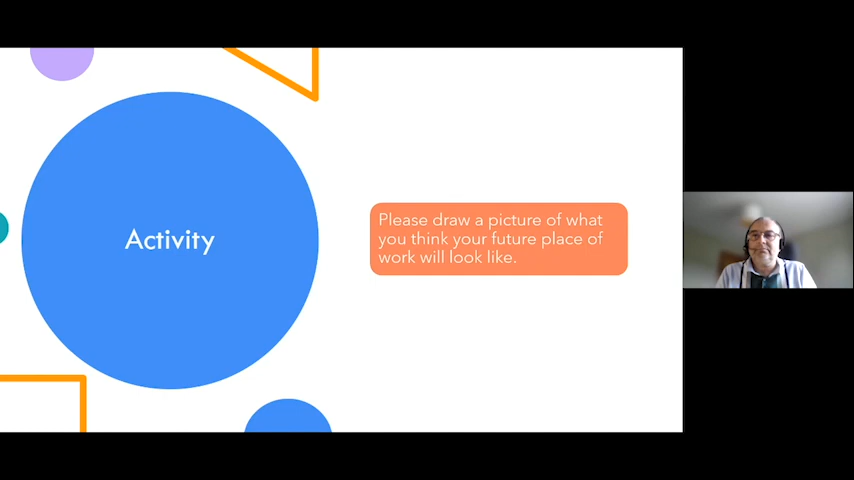 Activity
Please draw a picture of what
you think your future place of
work will look like.